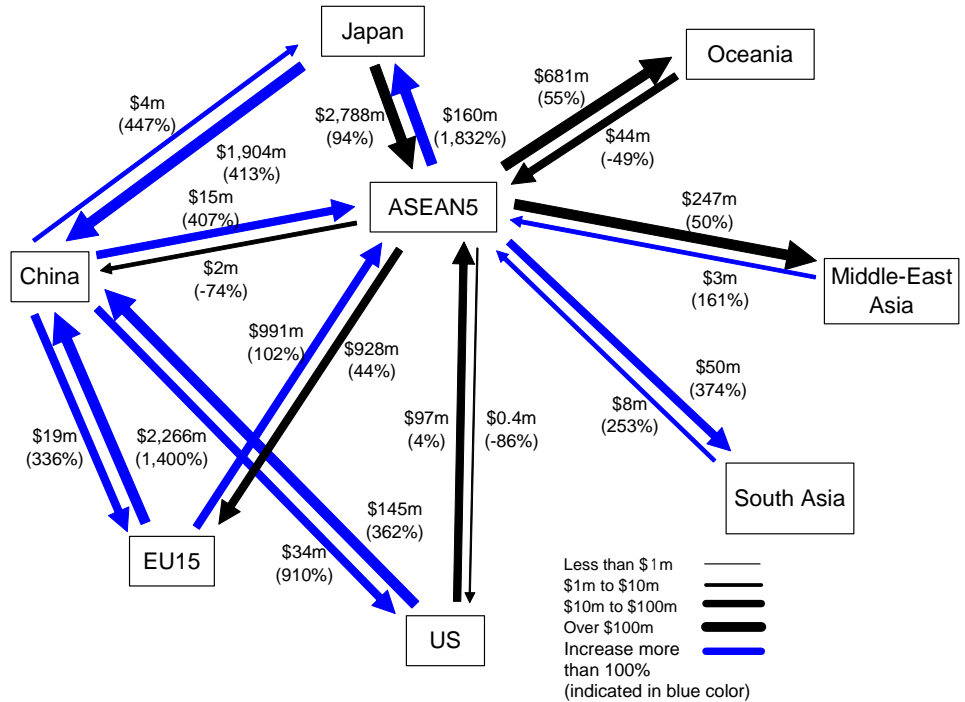 Japan
Oceania
$4m
(447%)
$2,788m
(94%)
$160m
(1,832%)
$681m
(55%)
$44m
(-49%)
$1,904m
(413%)
$15m
(407%)
ASEAN5
$247m
(50%)
China
$2m
(-74%)
$3m
(161%)
Middle-East
Asia
$991m
(102%)
$928m
(44%)
$50m
(374%)
$8m
(253%)
$19m
(336%)
$2,266m
(1,400%)
$97m
(4%)
$0.4m
(-86%)
South Asia
$145m
(362%)
$34m
(910%)
EU15
US
Less than $1m
$1m to $10m
$10m to $100m
Over $100m
Increase more
than 100%
(indicated in blue color)